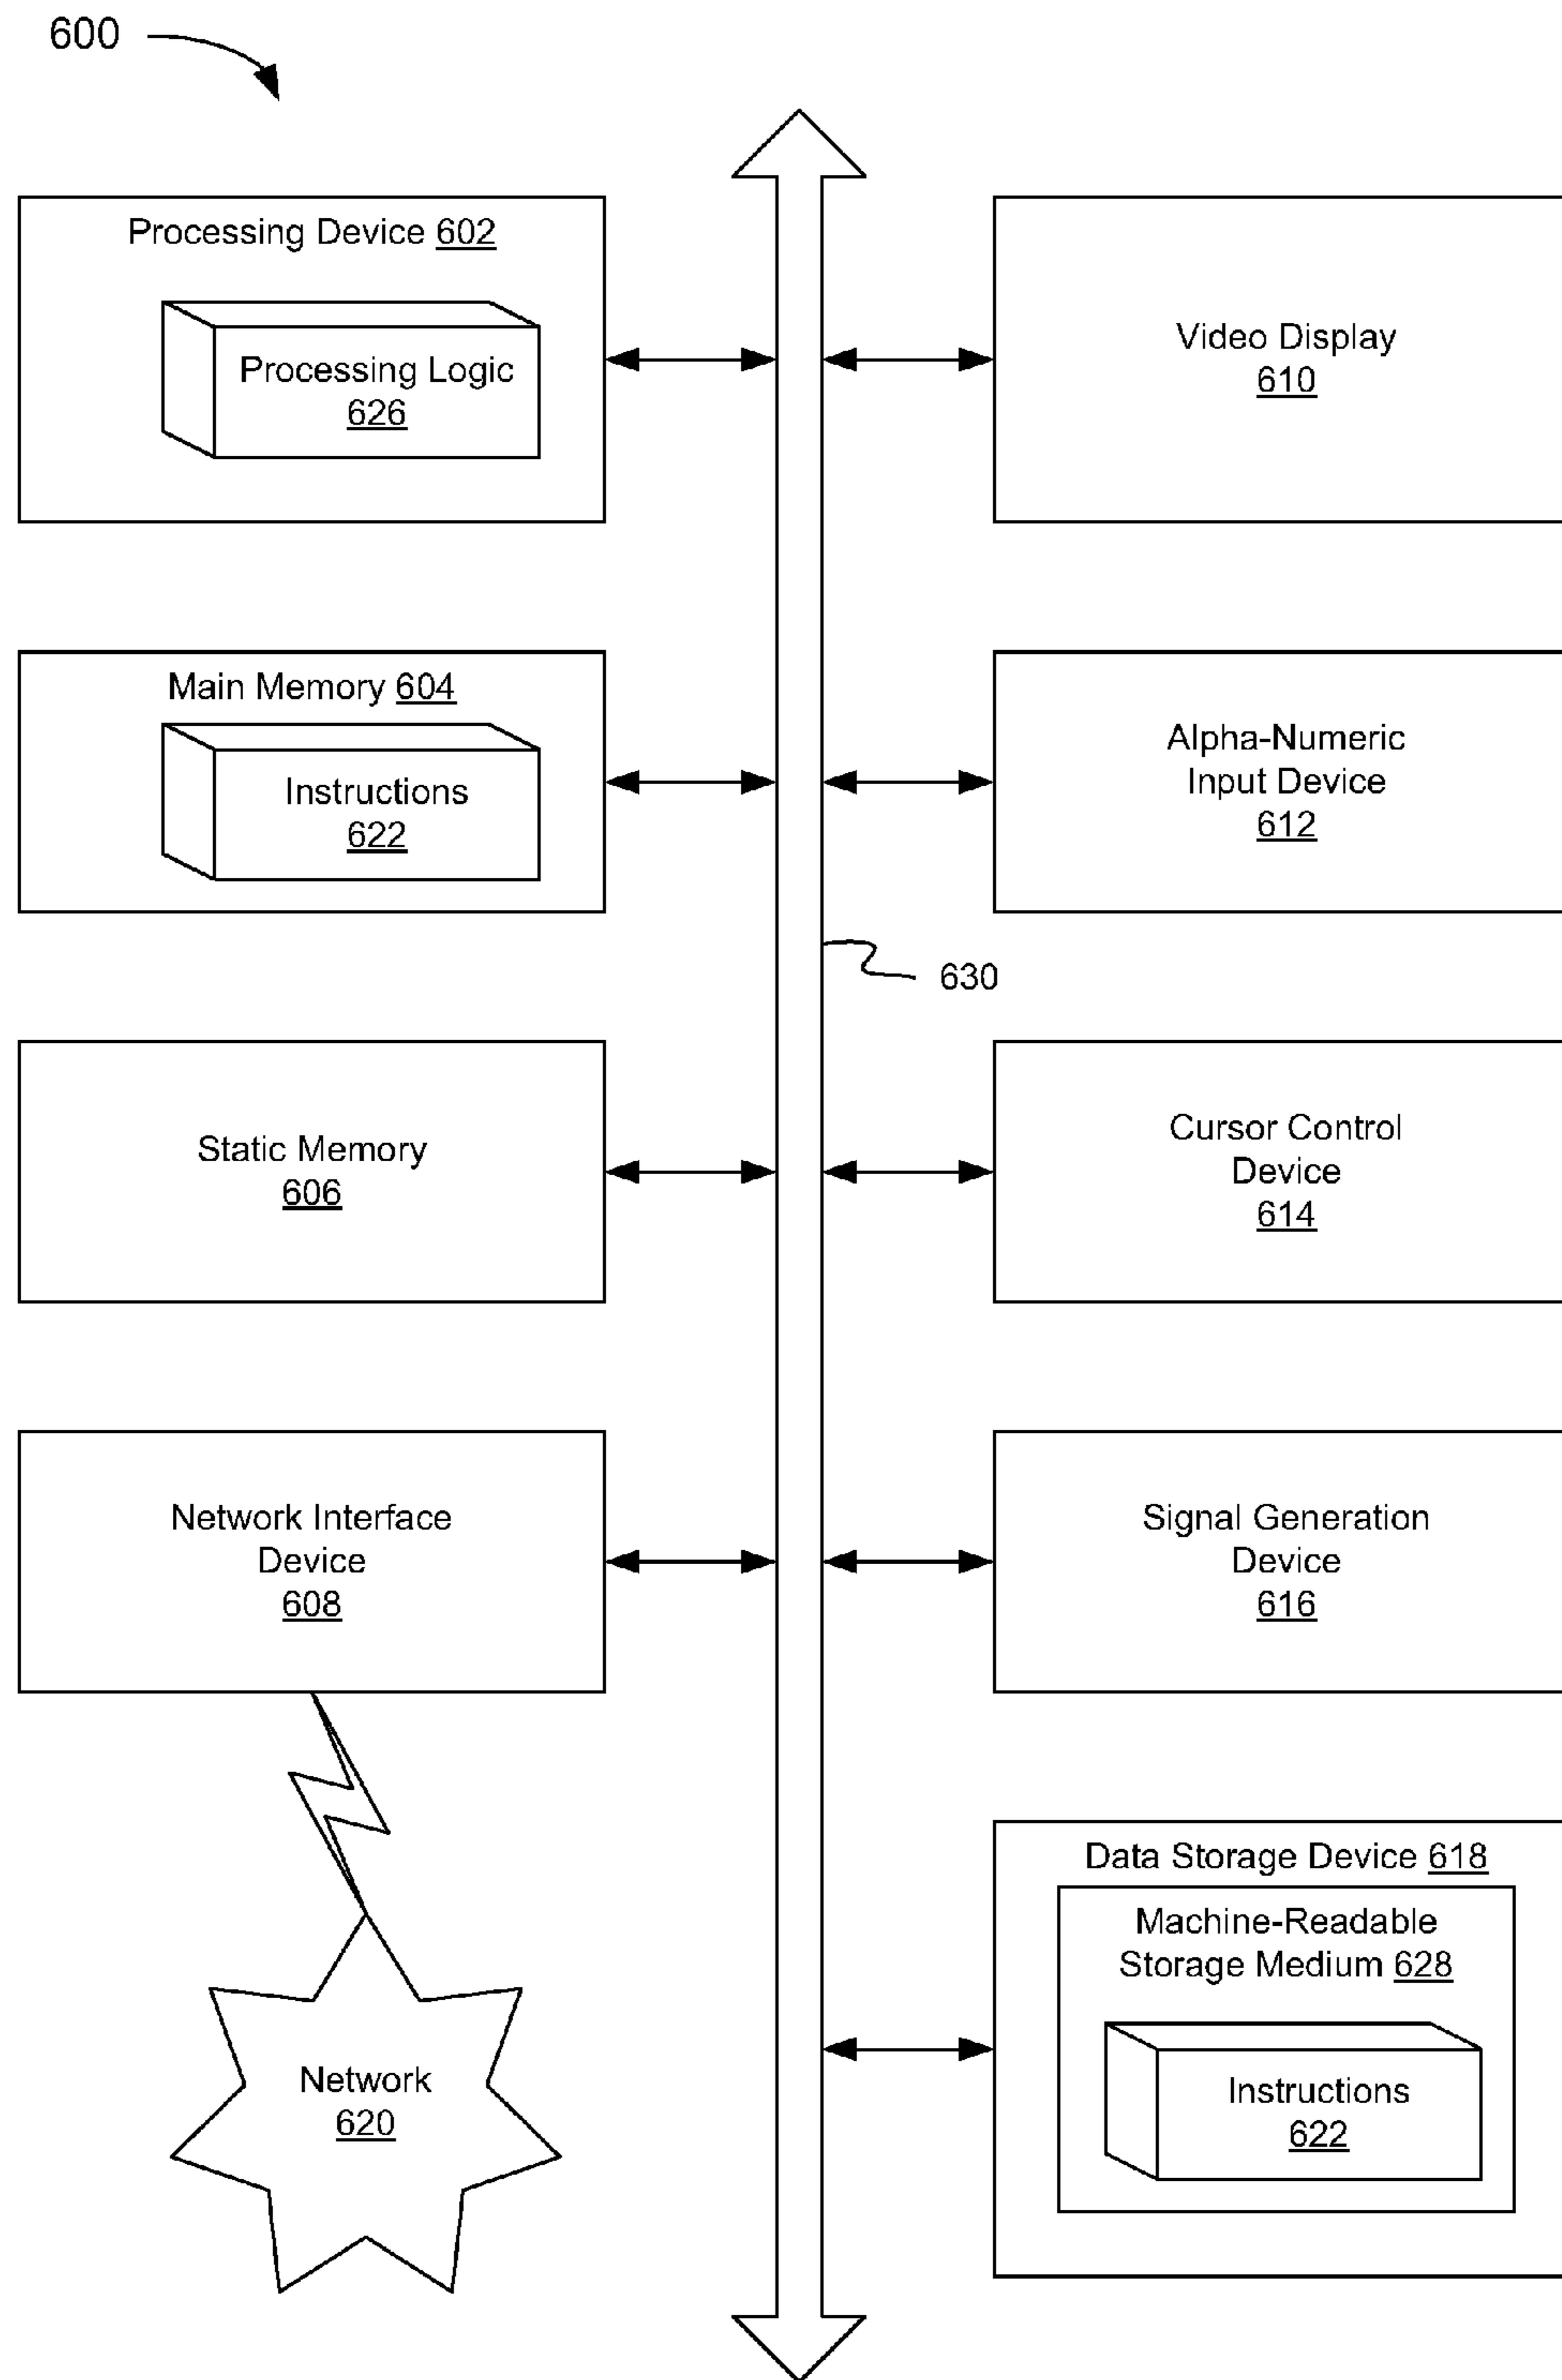 600
Processing Device 602
Processing Logic
626
Video Display
610
Main Memory 604
Instructions
622
Alpha-Numeric
Input Device
612
630
Static Memory
606
Cursor Control
Device
614
Network Interface
Device
608
Signal Generation
Device
616
Data Storage Device 618
Machine-Readable
Storage Medium 628
Instructions
622
Network
620